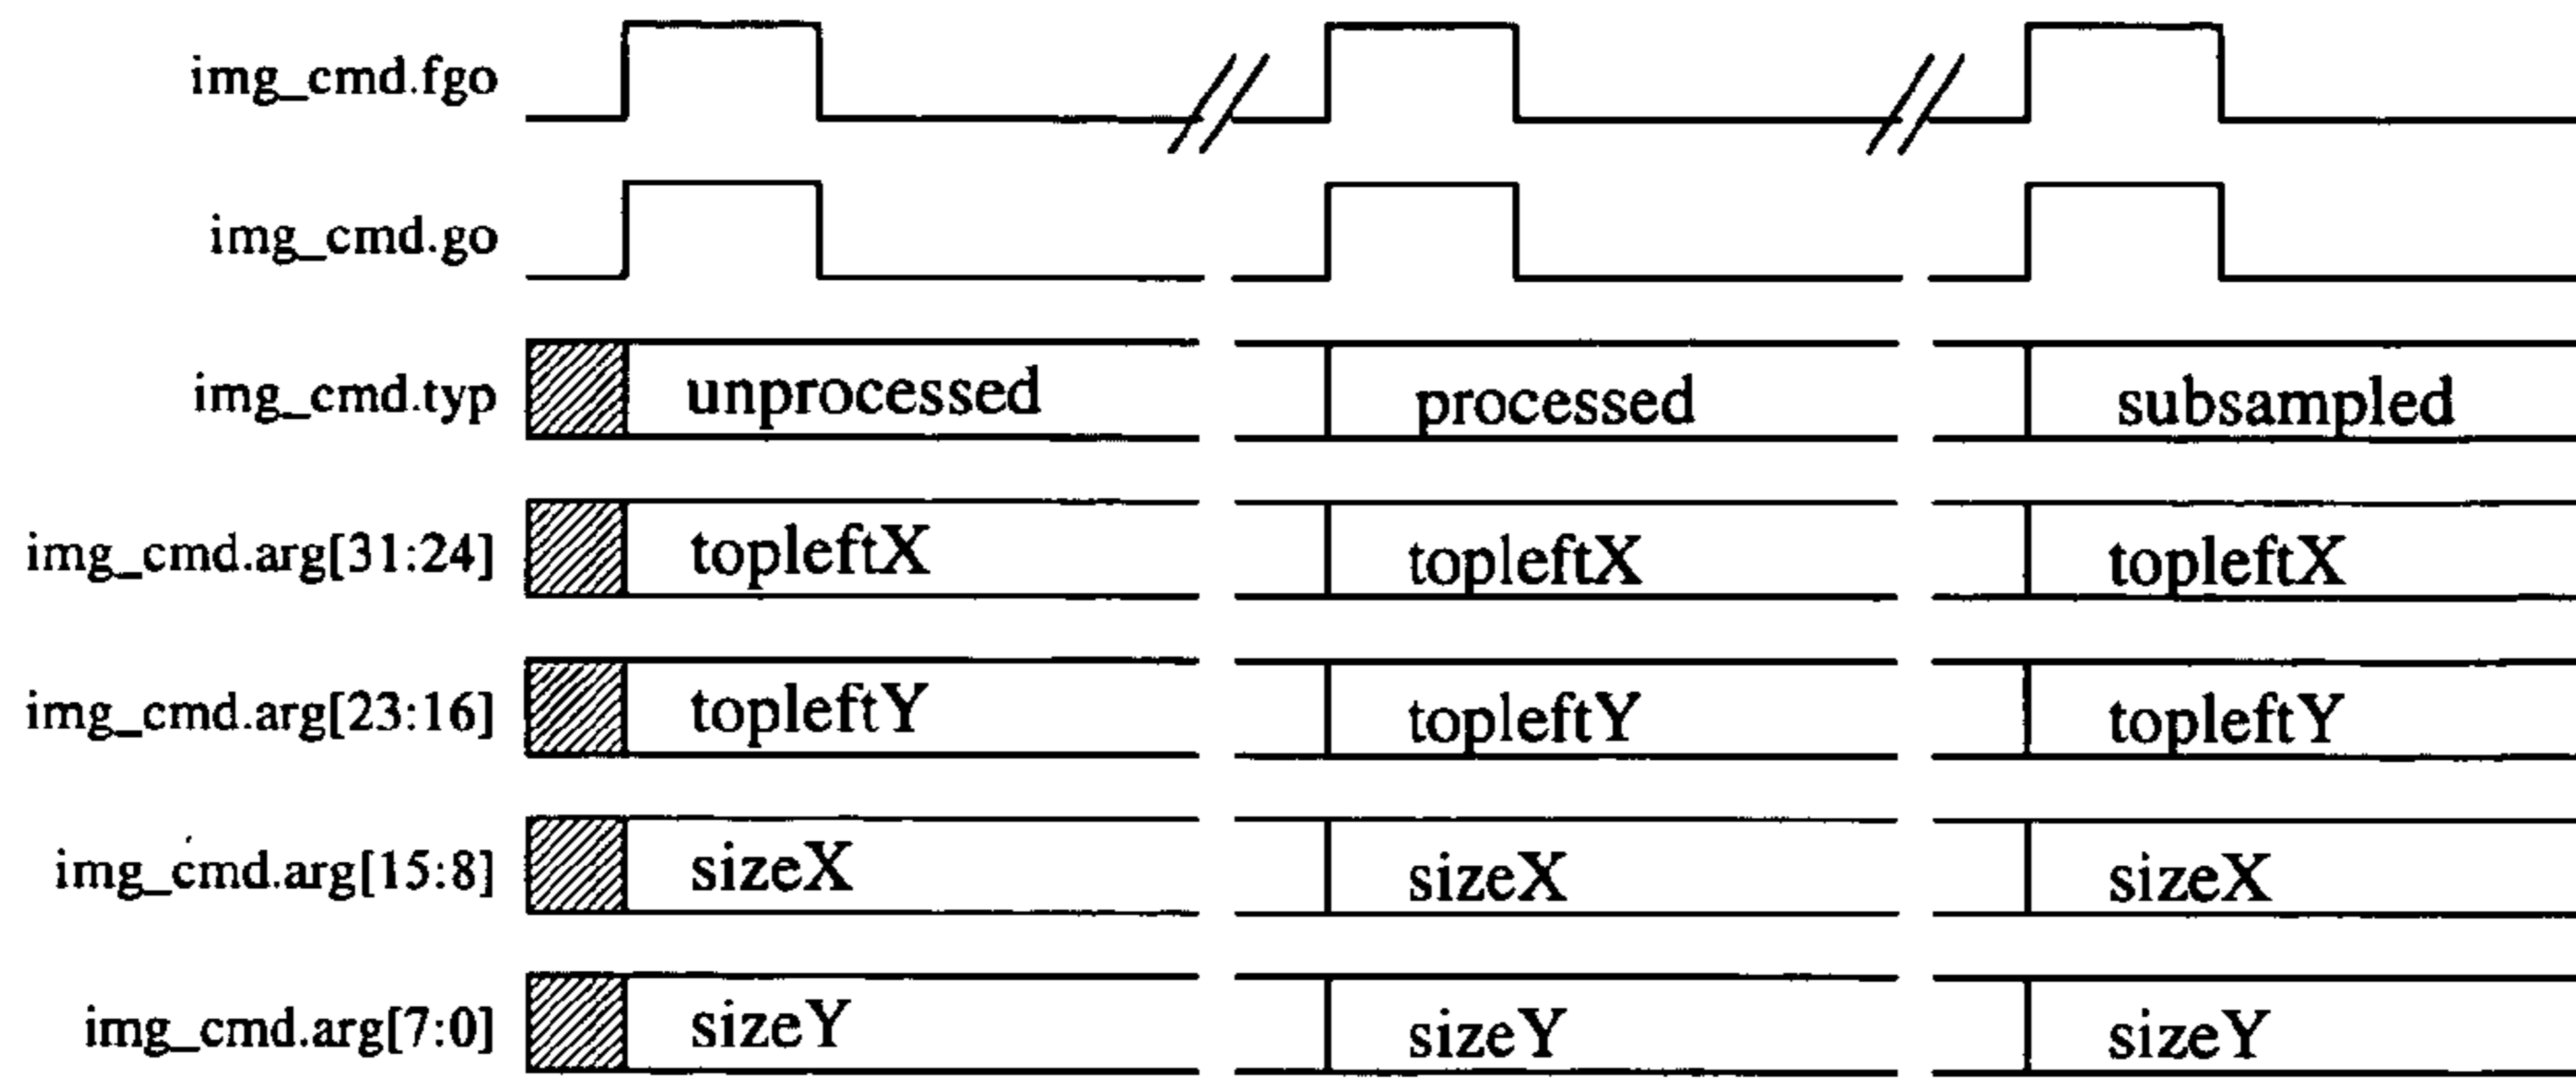 img_cmd.fgo
img_cmd.go
img_cmd.typ unprocessed processed subsampled
img_cmd.arg[31:24] topleftX topleftX topleftX
img_cmd.arg[23:16] topleftY topleftY topleftY
img_cmd.arg[15:8] sizeX sizeX sizeX
img_cmd.arg[7:0] sizeY sizeY sizeY